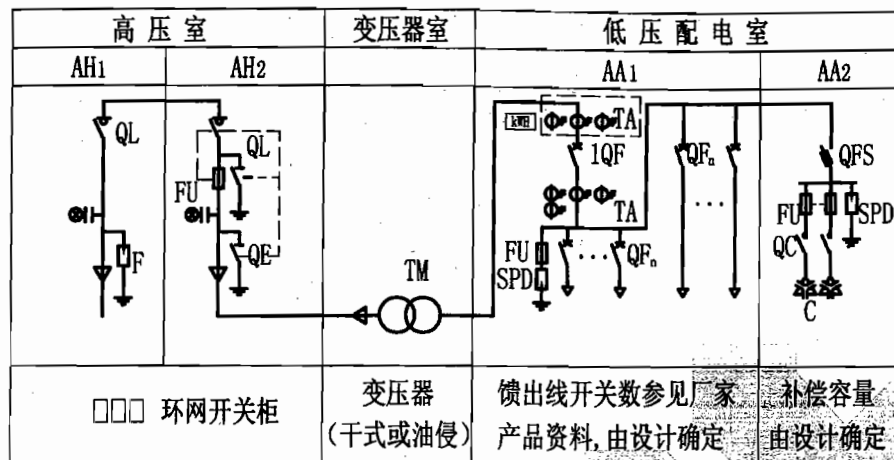 高压室
变压器室
低压配电室
AH1
AH2
AA1
AA2
QL
QL
FU
F
QE
TM
kWH
TA
1QF
TA
FU
SPD
QFn
QFn
QFS
FU
SPD
QC
C
□□□ 环网开关柜
变压器
(干式或油侵)
馈出线开关数参见厂家
产品资料,由设计确定
补偿容量
由设计确定